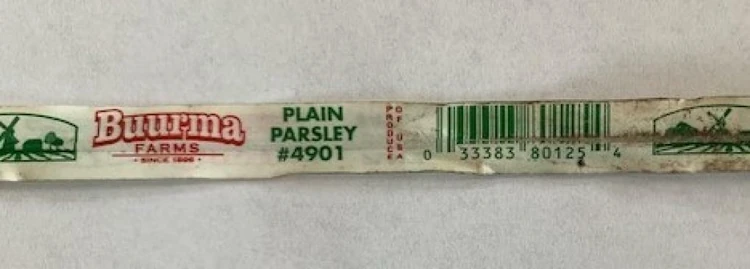 Buurma
FARMS
• SINCE 1896 •
PLAIN
PARSLEY
#4901
PRODUCE
OF USA
0 33383 80125 4